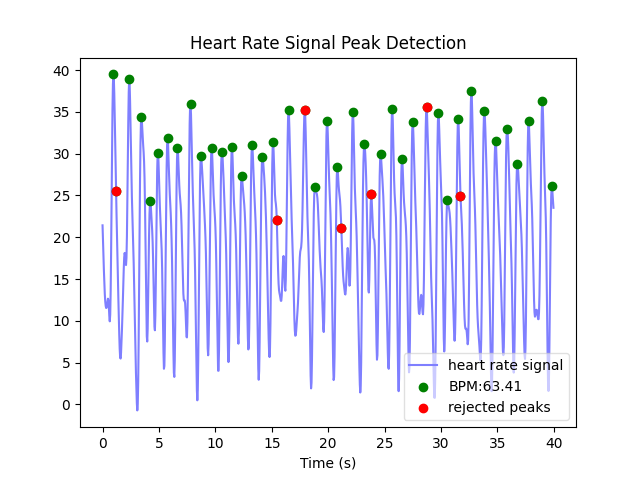 Heart Rate Signal Peak Detection
40
35
30
25
20
15
10
5
0
heart rate signal
BPM:63.41
rejected peaks
0 5 10 15 20 25 30 35 40
Time (s)